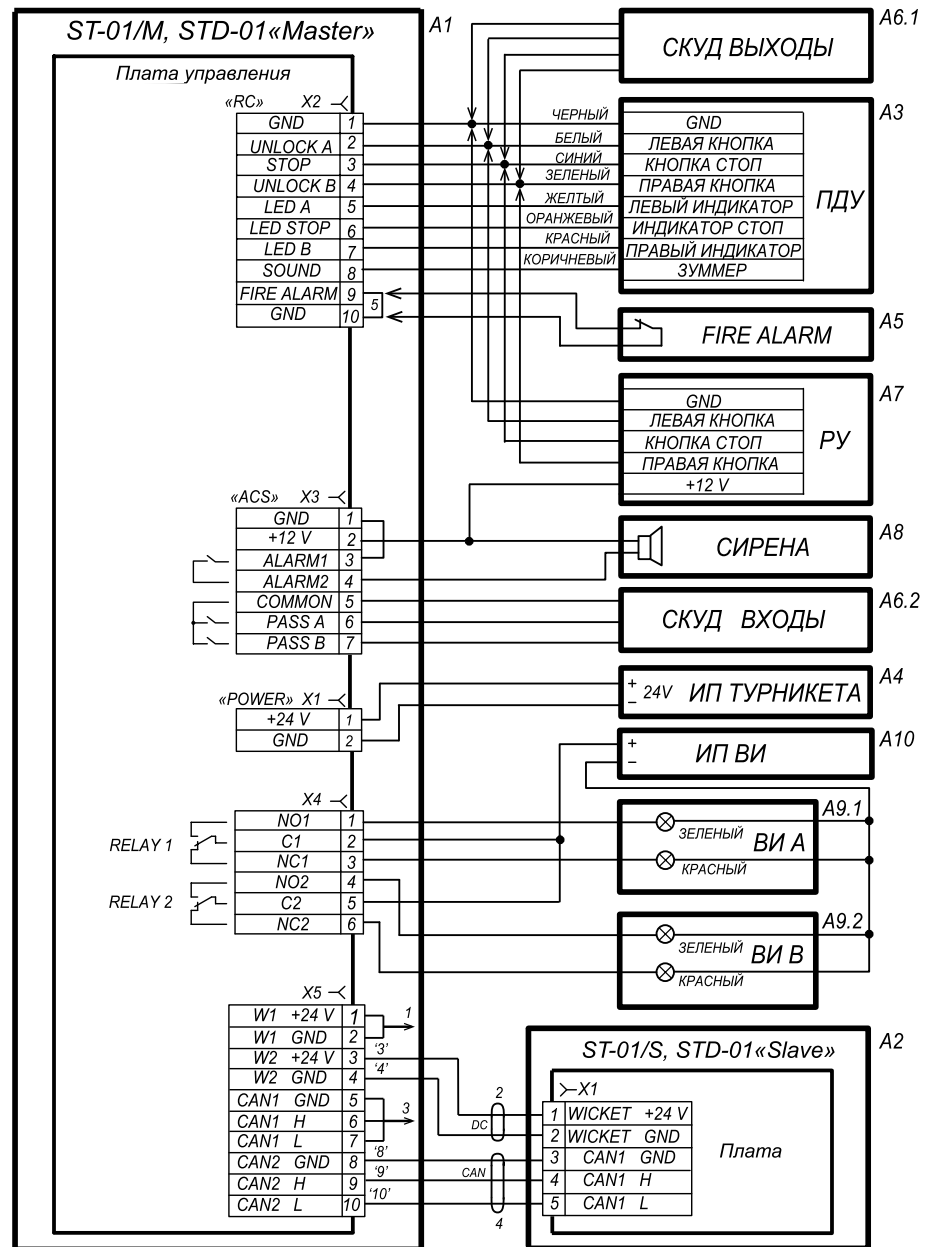 ST-01/M, STD-01«Master»
A1
Плата управления
«RC» X2
GND 1
UNLOCK A 2
STOP 3
UNLOCK B 4
LED A 5
LED STOP 6
LED B 7
SOUND 8
FIRE ALARM 9
GND 10
5
ЧЕРНЫЙ
БЕЛЫЙ
СИНИЙ
ЗЕЛЕНЫЙ
ЖЕЛТЫЙ
ОРАНЖЕВЫЙ
КРАСНЫЙ
КОРИЧНЕВЫЙ
СКУД ВЫХОДЫ
A6.1
A3
GND
ЛЕВАЯ КНОПКА
КНОПКА СТОП
ПРАВАЯ КНОПКА
ЛЕВЫЙ ИНДИКАТОР
ИНДИКАТОР СТОП
ПРАВЫЙ ИНДИКАТОР
ЗУММЕР
ПДУ
FIRE ALARM
A5
A7
GND
ЛЕВАЯ КНОПКА
КНОПКА СТОП
ПРАВАЯ КНОПКА
+12 V
РУ
«ACS» X3
GND 1
+12 V 2
ALARM1 3
ALARM2 4
COMMON 5
PASS A 6
PASS B 7
СИРЕНА
A8
СКУД ВХОДЫ
A6.2
«POWER» X1
+24 V 1
GND 2
+
–
24V
ИП ТУРНИКЕТА
A4
+
–
ИП ВИ
A10
X4
NO1 1
C1 2
NC1 3
NO2 4
C2 5
NC2 6
RELAY 1
RELAY 2
A9.1
ЗЕЛЕНЫЙ
КРАСНЫЙ
ВИ А
A9.2
ЗЕЛЕНЫЙ
КРАСНЫЙ
ВИ В
X5
W1 +24 V 1
W1 GND 2
W2 +24 V 3
W2 GND 4
CAN1 GND 5
CAN1 H 6
CAN1 L 7
CAN2 GND 8
CAN2 H 9
CAN2 L 10
1
‘3’
‘4’
3
‘8’
‘9’
‘10’
2
DC
CAN
4
ST-01/S, STD-01«Slave»
A2
X1
1 WICKET +24 V
2 WICKET GND
3 CAN1 GND
4 CAN1 H
5 CAN1 L
Плата